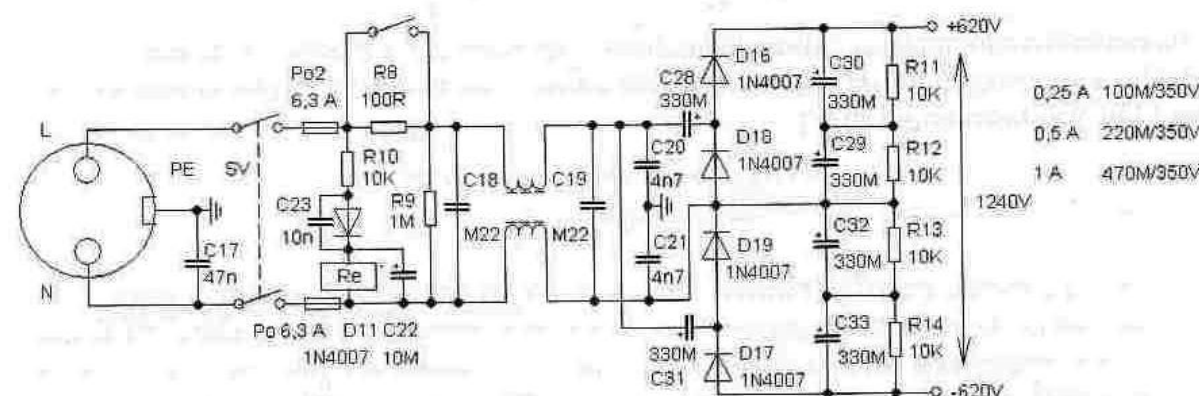 +620V
Po2
6,3 A
R8
100R
C28
330M
D16
1N4007
C30
330M
R11
10K
0,25 A 100M/350V
L
PE
SV
R10
10K
C18
C19
C20
4n7
D18
1N4007
C29
330M
R12
10K
0,5 A 220M/350V
1 A 470M/350V
C23
10n
R9
1M
1240V
N
C17
47n
Re
M22
M22
C21
4n7
D19
1N4007
C32
330M
R13
10K
Po 6,3 A
D11
1N4007
C22
10M
330M
C31
D17
1N4007
C33
330M
R14
10K
-620V